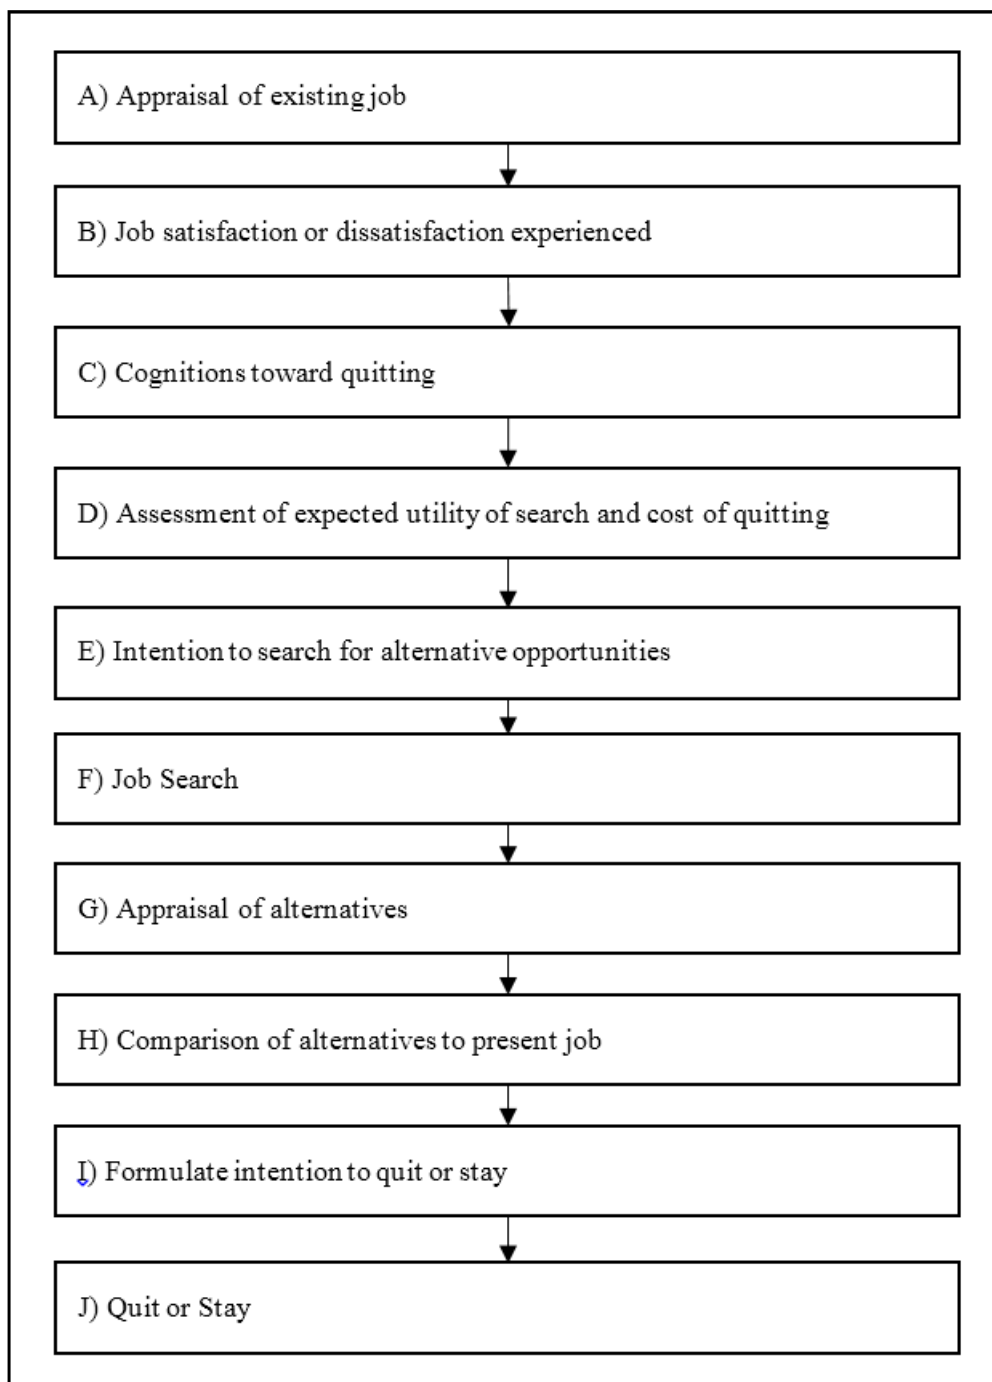 A) Appraisal of existing job
B) Job satisfaction or dissatisfaction experienced
C) Cognitions toward quitting
D) Assessment of expected utility of search and cost of quitting
E) Intention to search for alternative opportunities
F) Job Search
G) Appraisal of alternatives
H) Comparison of alternatives to present job
I) Formulate intention to quit or stay
J) Quit or Stay